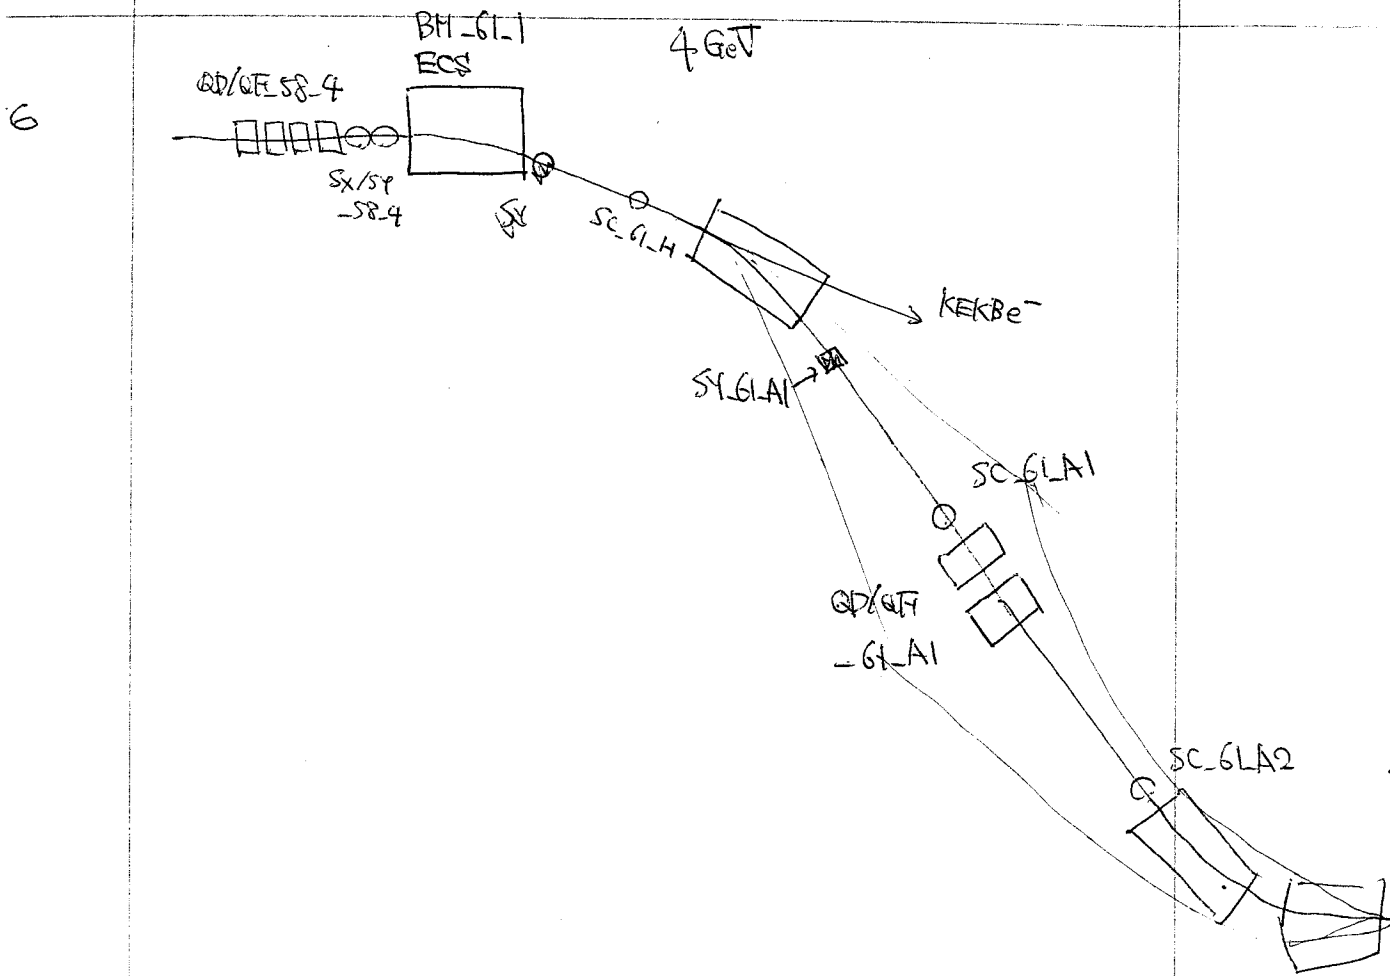 BM_61_1
ECS
4 GeV
QD/QF_58_4
6
SX/SY
_58_4
SC_61_H
KEKB e-
SY_61_A1
SC_61_A1
QD/QF
_61_A1
SC_61_A2